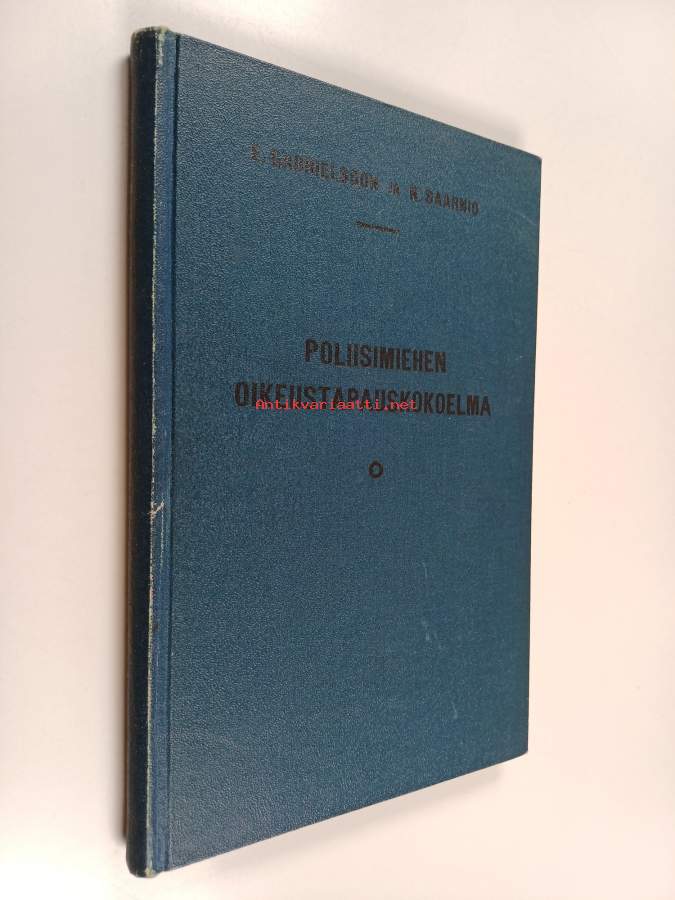 E. GABRIELSSON JA N. SAARNIO
POLIISIMIEHEN
OIKEUSTAPAUSKOKOELMA
Antikvariaatti.net